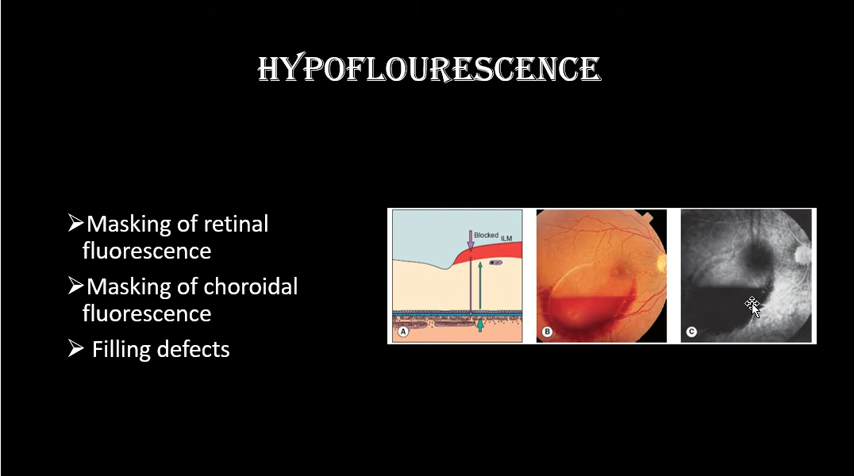 HYPOFLOURESCENCE
➢Masking of retinal
fluorescence
➢Masking of choroidal
fluorescence
➢ Filling defects
Blocked
ILM
A
B
C